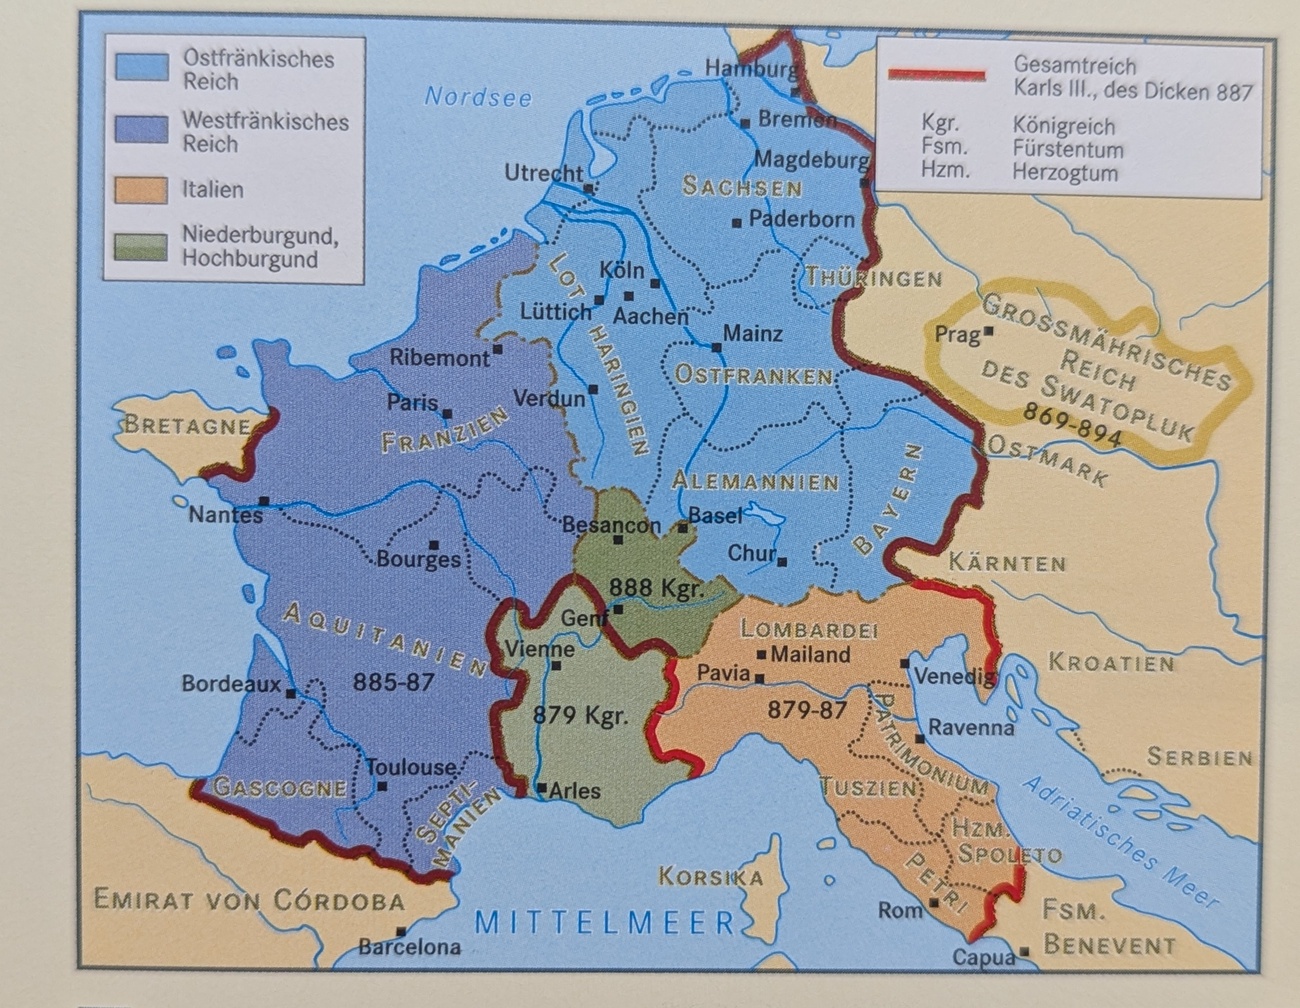 Ostfränkisches
Reich
Westfränkisches
Reich
Italien
Niederburgund,
Hochburgund
Gesamtreich
Karls III., des Dicken 887
Kgr. Königreich
Fsm. Fürstentum
Hzm. Herzogtum
Nordsee
Hamburg
Bremen
Magdeburg
Utrecht
SACHSEN
Paderborn
Köln
THÜRINGEN
LOTHARINGIEN
Lüttich
Aachen
Mainz
GROSSMÄHRISCHES
REICH
DES SWATOPLUK
869-894
Prag
Ribemont
OSTFRANKEN
Paris
Verdun
FRANZIEN
BRETAGNE
OSTMARK
ALEMANNIEN
BAYERN
Nantes
Besancon
Basel
Bourges
Chur
KÄRNTEN
888 Kgr.
Genf
AQUITANIEN
LOMBARDEI
Vienne
Mailand
KROATIEN
Bordeaux
885-87
Pavia
Venedig
879 Kgr.
879-87
PATRIMONIUM
PETRI
Ravenna
SERBIEN
GASCOGNE
Toulouse
SEPTI-
MANIEN
Arles
TUSZIEN
Adriatisches Meer
HZM.
SPOLETO
KORSIKA
EMIRAT VON CÓRDOBA
MITTELMEER
Rom
FSM.
BENEVENT
Barcelona
Capua